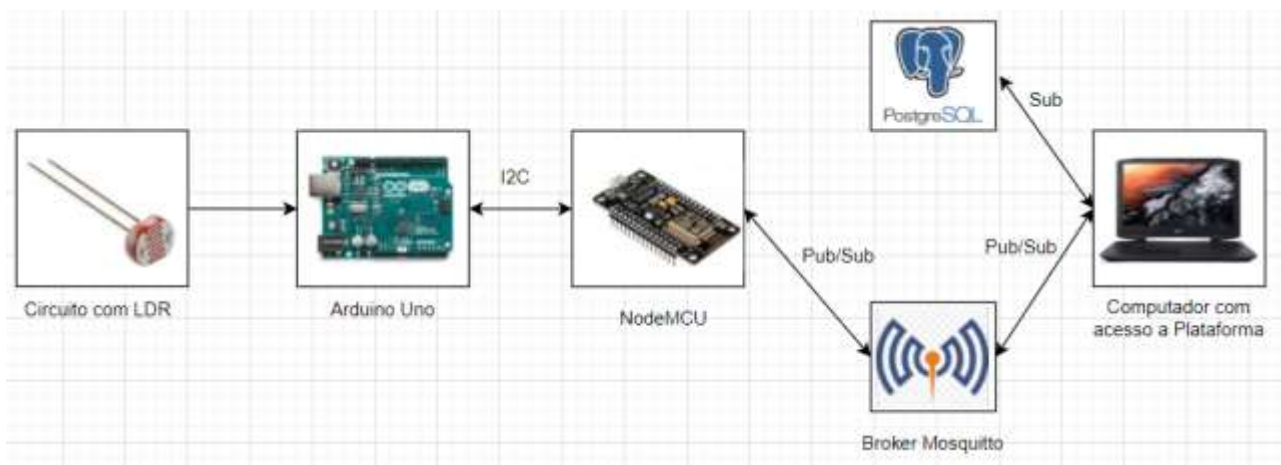 PostgreSQL
Sub
I2C
Pub/Sub
Pub/Sub
Circuito com LDR
Arduino Uno
NodeMCU
Computador com
acesso a Plataforma
Broker Mosquitto